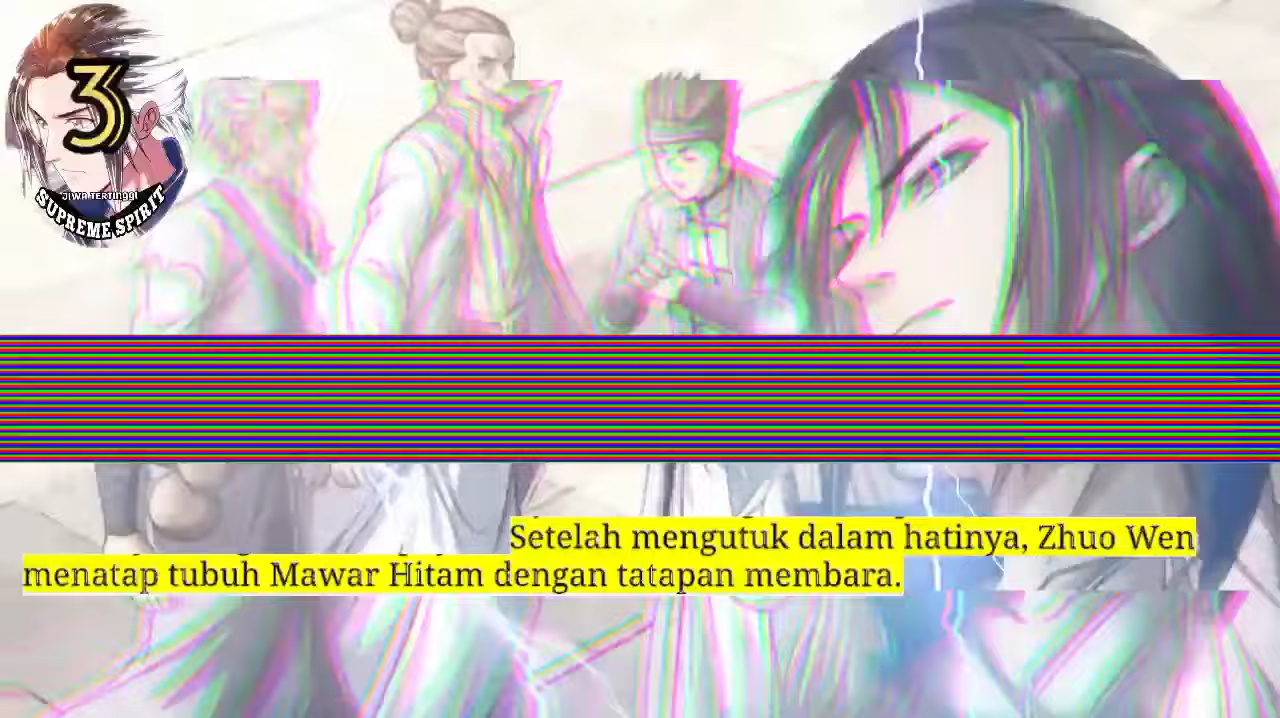 3
JIWA TERTINGGI
SUPREME SPIRIT
Setelah mengutuk dalam hatinya, Zhuo Wen
menatap tubuh Mawar Hitam dengan tatapan membara.